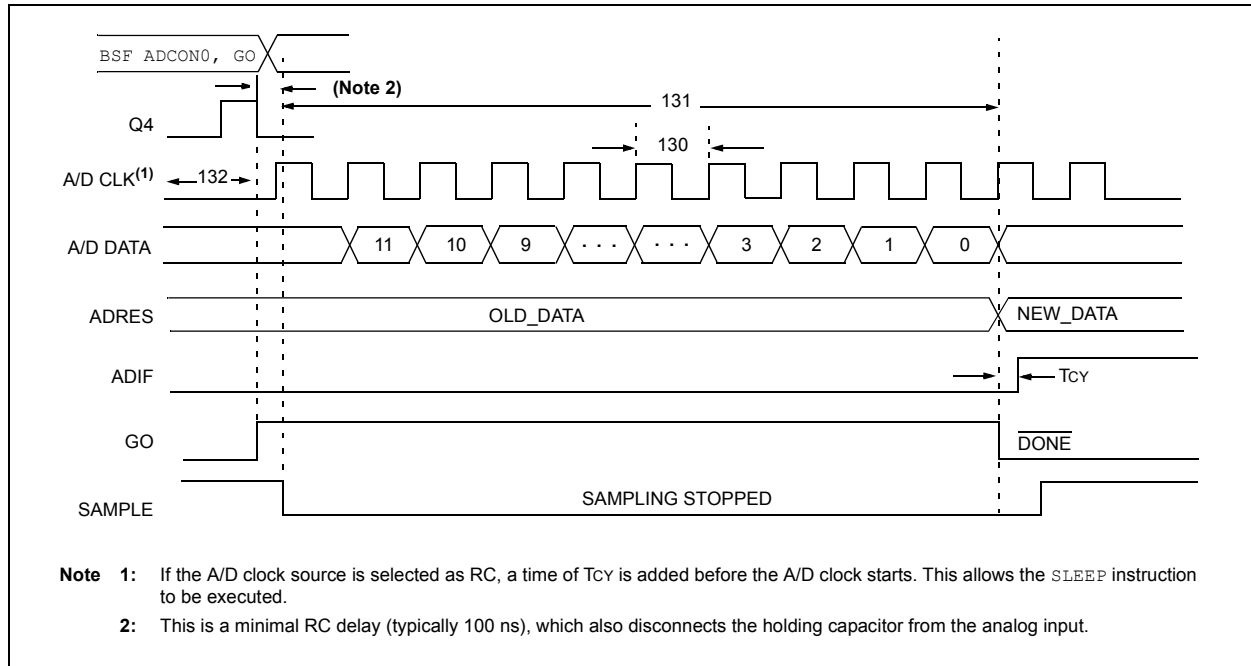 BSF ADCON0, GO
(Note 2)
131
Q4
130
A/D CLK(1)
132
A/D DATA
11 10 9 . . . . . . 3 2 1 0
ADRES
OLD_DATA
NEW_DATA
ADIF
TCY
GO
DONE
SAMPLING STOPPED
SAMPLE
Note 1: If the A/D clock source is selected as RC, a time of TCY is added before the A/D clock starts. This allows the SLEEP instruction
to be executed.
2: This is a minimal RC delay (typically 100 ns), which also disconnects the holding capacitor from the analog input.